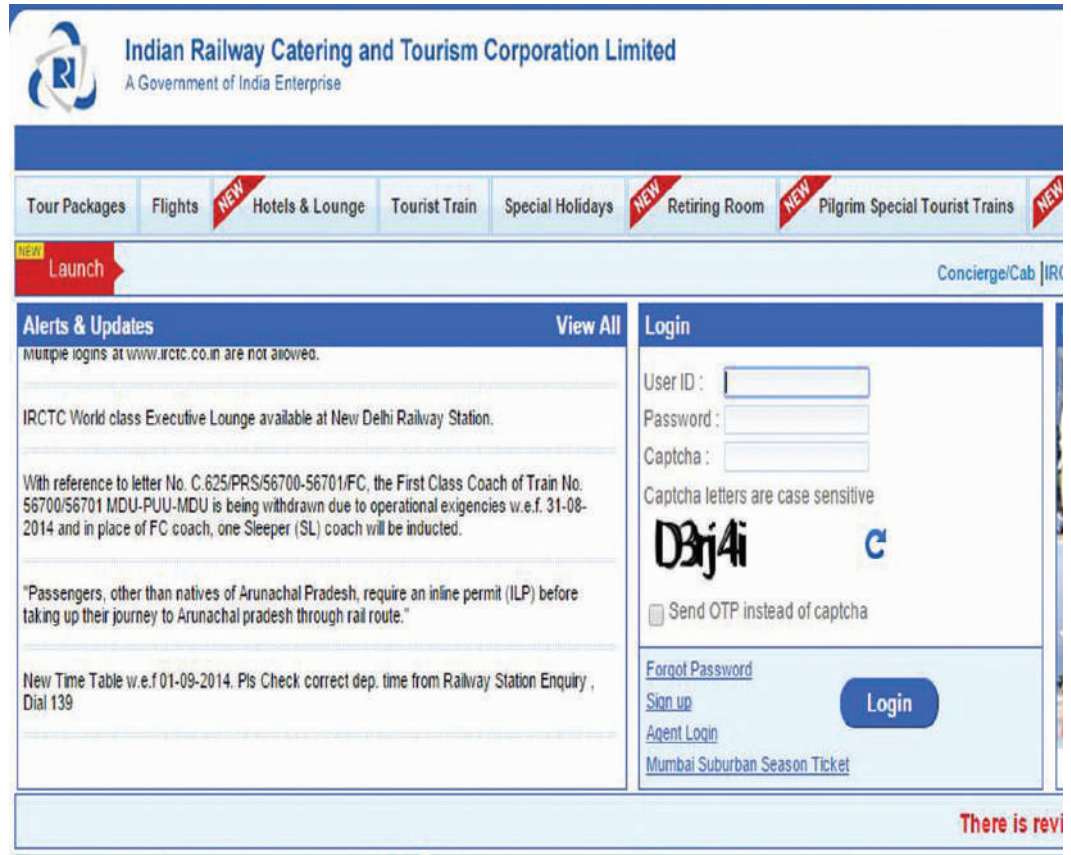 Indian Railway Catering and Tourism Corporation Limited
A Government of India Enterprise
Tour Packages Flights NEW Hotels & Lounge Tourist Train Special Holidays NEW Retiring Room NEW Pilgrim Special Tourist Trains NEW
NEW
Launch
Concierge/Cab | IRC
Alerts & Updates View All
Multiple logins at www.irctc.co.in are not allowed.
IRCTC World class Executive Lounge available at New Delhi Railway Station.
With reference to letter No. C.625/PRS/56700-56701/FC, the First Class Coach of Train No.
56700/56701 MDU-PUU-MDU is being withdrawn due to operational exigencies w.e.f. 31-08-
2014 and in place of FC coach, one Sleeper (SL) coach will be inducted.
"Passengers, other than natives of Arunachal Pradesh, require an inline permit (ILP) before
taking up their journey to Arunachal pradesh through rail route."
New Time Table w.e.f 01-09-2014. Pls Check correct dep. time from Railway Station Enquiry ,
Dial 139
Login
User ID :
Password :
Captcha :
Captcha letters are case sensitive
D3rj4i
Send OTP instead of captcha
Forgot Password
Sign up
Agent Login
Mumbai Suburban Season Ticket
Login
There is revi